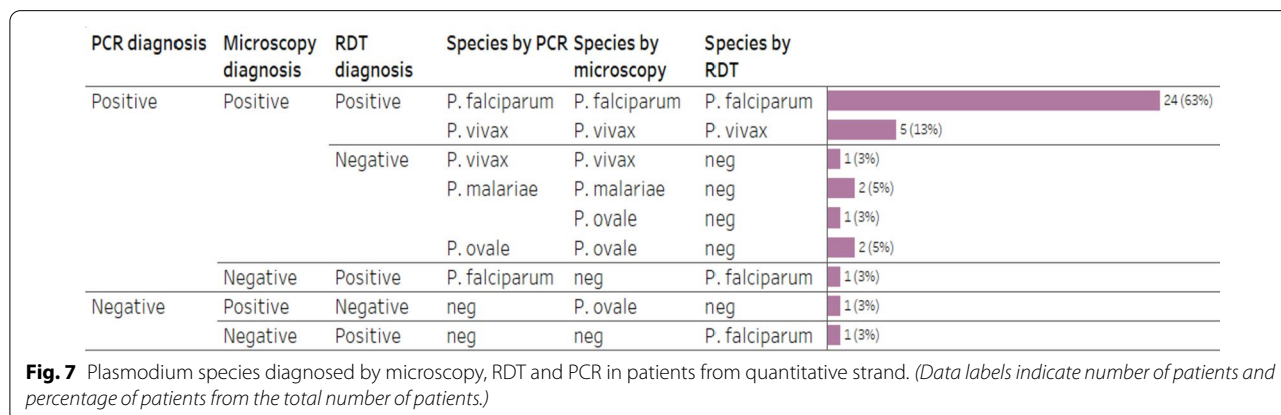 PCR diagnosis Microscopy diagnosis RDT diagnosis Species by PCR Species by microscopy Species by RDT
Positive Positive Positive P. falciparum P. falciparum P. falciparum 24 (63%)
P. vivax P. vivax P. vivax 5 (13%)
Negative P. vivax P. vivax neg 1 (3%)
P. malariae P. malariae neg 2 (5%)
P. ovale neg 1 (3%)
P. ovale P. ovale neg 2 (5%)
Negative Positive P. falciparum neg P. falciparum 1 (3%)
Negative Positive Negative neg P. ovale neg 1 (3%)
Negative Positive neg neg P. falciparum 1 (3%)
Fig. 7 Plasmodium species diagnosed by microscopy, RDT and PCR in patients from quantitative strand. (Data labels indicate number of patients and
percentage of patients from the total number of patients.)